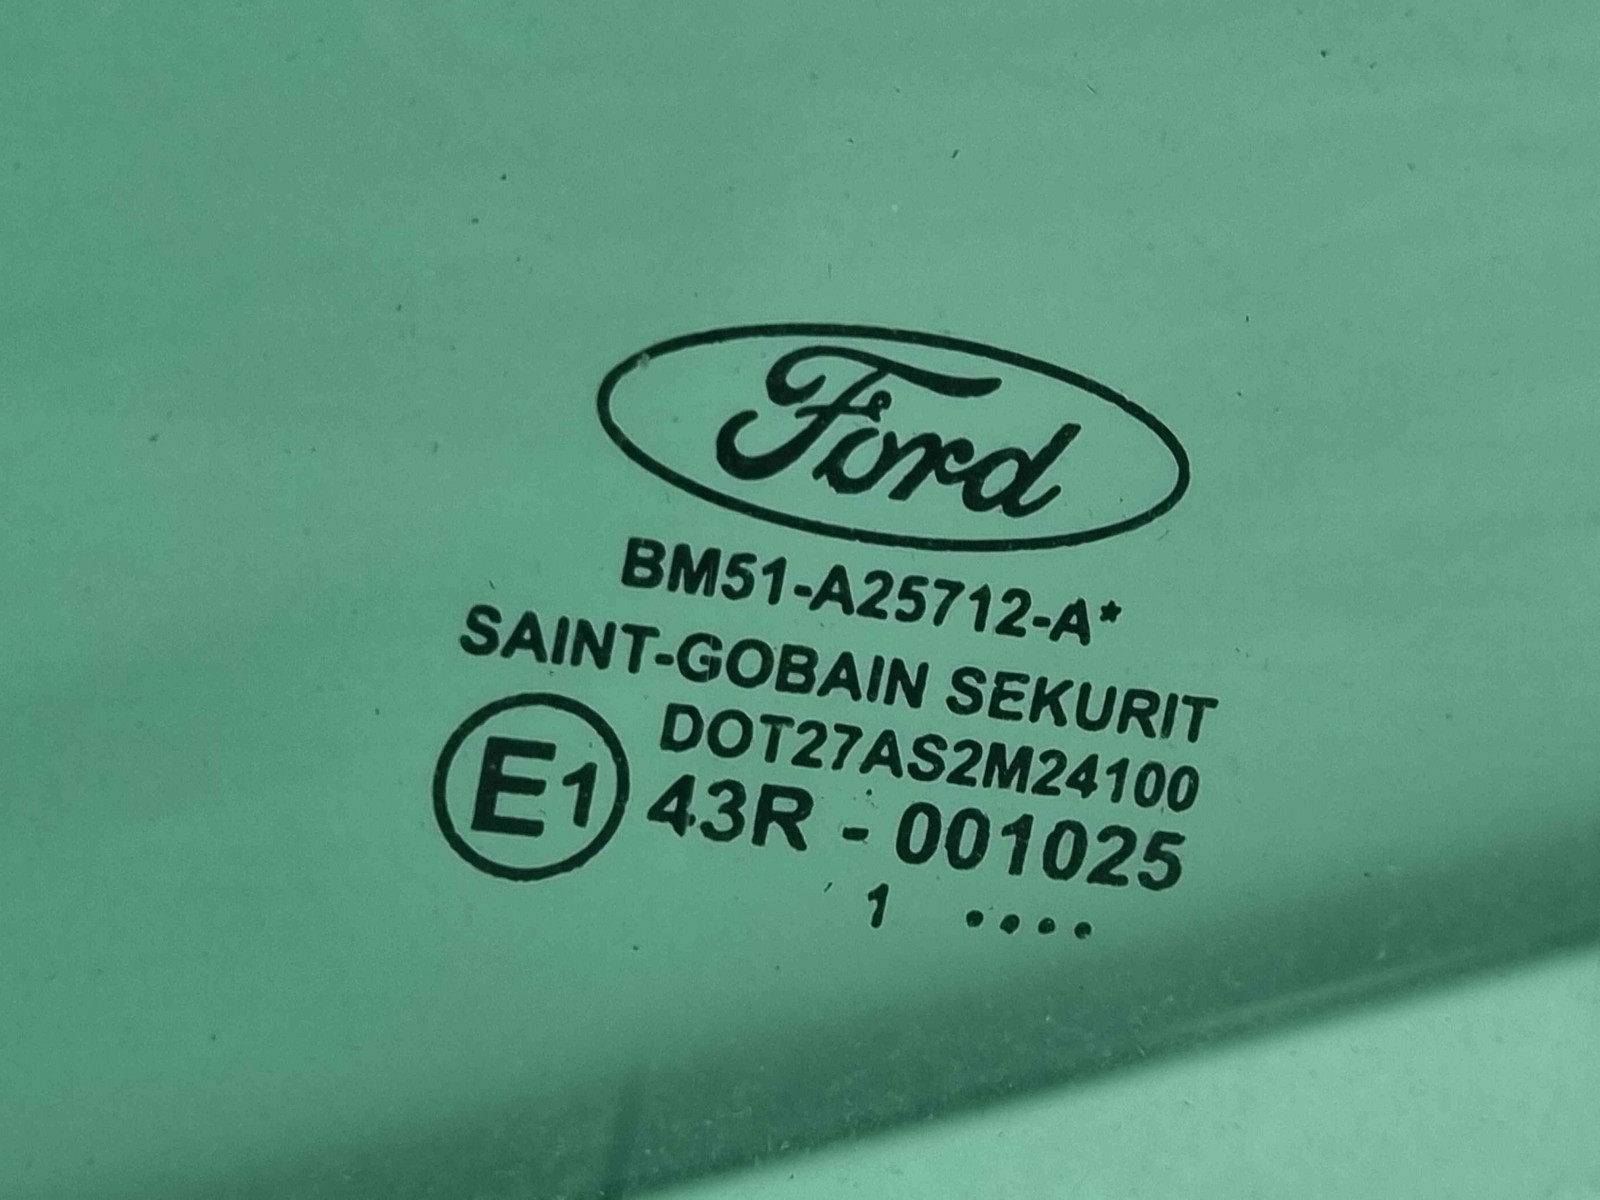 Ford
BM51-A25712-A*
SAINT-GOBAIN SEKURIT
DOT27AS2M24100
E1 43R - 001025
1 ....